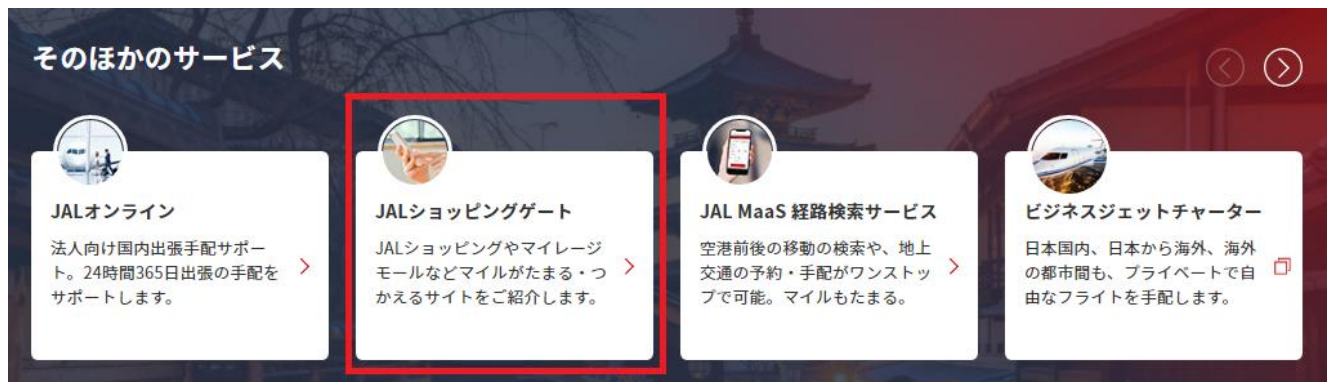 そのほかのサービス
JALオンライン
法人向け国内出張手配サポー
ト。24時間365日出張の手配を
サポートします。
JALショッピングゲート
JALショッピングやマイレージ
モールなどマイルがたまる・つ
かえるサイトをご紹介します。
JAL MaaS 経路検索サービス
空港前後の移動の検索や、地上
交通の予約・手配がワンストッ
プで可能。マイルもたまる。
ビジネスジェットチャーター
日本国内、日本から海外、海外
の都市間も、プライベートで自
由なフライトを手配します。